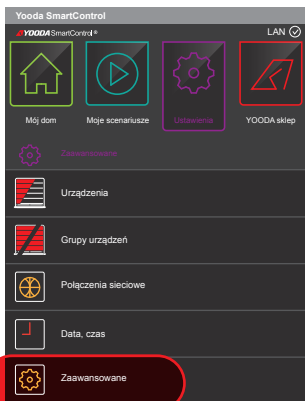 Yooda SmartControl
YOODA SmartControl ®
LAN
Mój dom
Moje scenariusze
Ustawienia
YOODA sklep
Zaawansowane
Urządzenia
Grupy urządzeń
Połączenia sieciowe
Data, czas
Zaawansowane